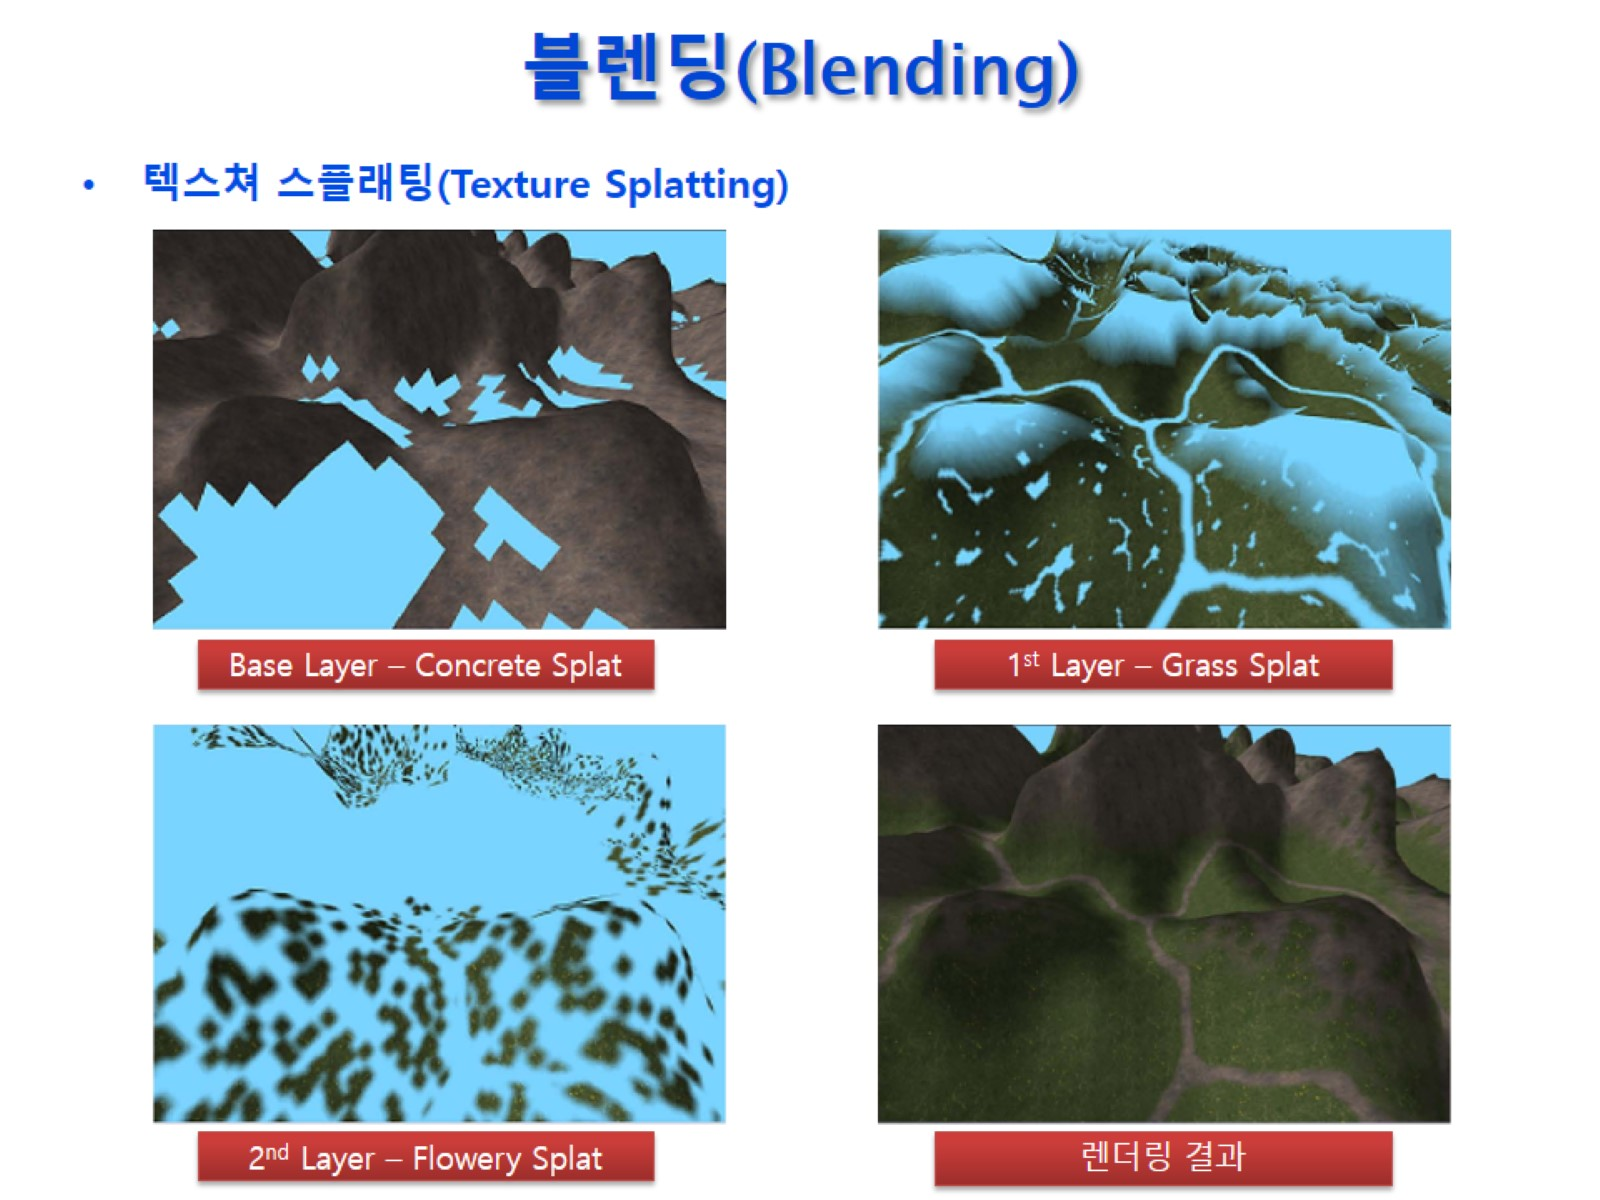 블렌딩(Blending)
• 텍스쳐 스플래팅(Texture Splatting)
Base Layer – Concrete Splat
1st Layer – Grass Splat
2nd Layer – Flowery Splat
렌더링 결과